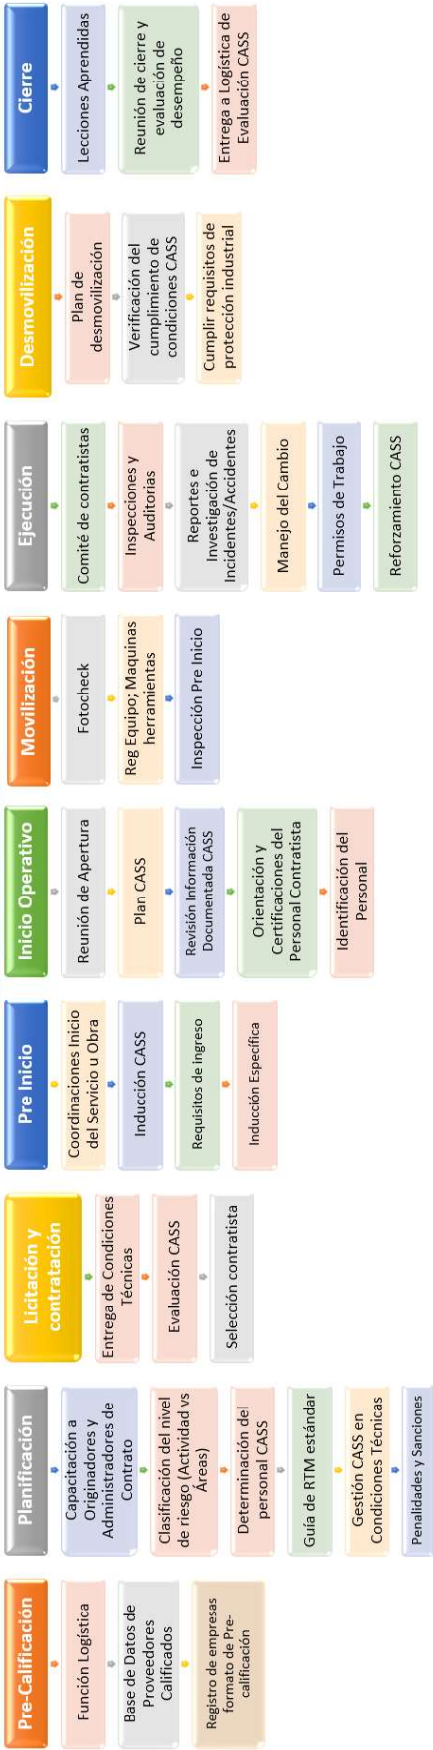 Pre-Calificación
Función Logística
Base de Datos de
Proveedores
Calificados
Registro de empresas
formato de Pre-
calificación
Planificación
Capacitación a
Originadores y
Administradores de
Contrato
Clasificación del nivel
de riesgo (Actividad vs
Áreas)
Determinación del
personal CASS
Guía de RTM estándar
Gestión CASS en
Condiciones Técnicas
Penalidades y Sanciones
Licitación y
contratación
Entrega de Condiciones
Técnicas
Evaluación CASS
Selección contratista
Pre Inicio
Coordinaciones Inicio
del Servicio u Obra
Inducción CASS
Requisitos de ingreso
Inducción Específica
Inicio Operativo
Reunión de Apertura
Plan CASS
Revisión Información
Documentada CASS
Orientación y
Certificaciones del
Personal Contratista
Identificación del
Personal
Movilización
Fotocheck
Reg Equipo; Maquinas
herramientas
Inspección Pre Inicio
Ejecución
Comité de contratistas
Inspecciones y
Auditorias
Reportes e
Investigación de
Incidentes/Accidentes
Manejo del Cambio
Permisos de Trabajo
Reforzamiento CASS
Desmovilización
Plan de
desmovilización
Verificación del
cumplimiento de
condiciones CASS
Cumplir requisitos de
protección industrial
Cierre
Lecciones Aprendidas
Reunión de cierre y
evaluación de
desempeño
Entrega a Logística de
Evaluación CASS